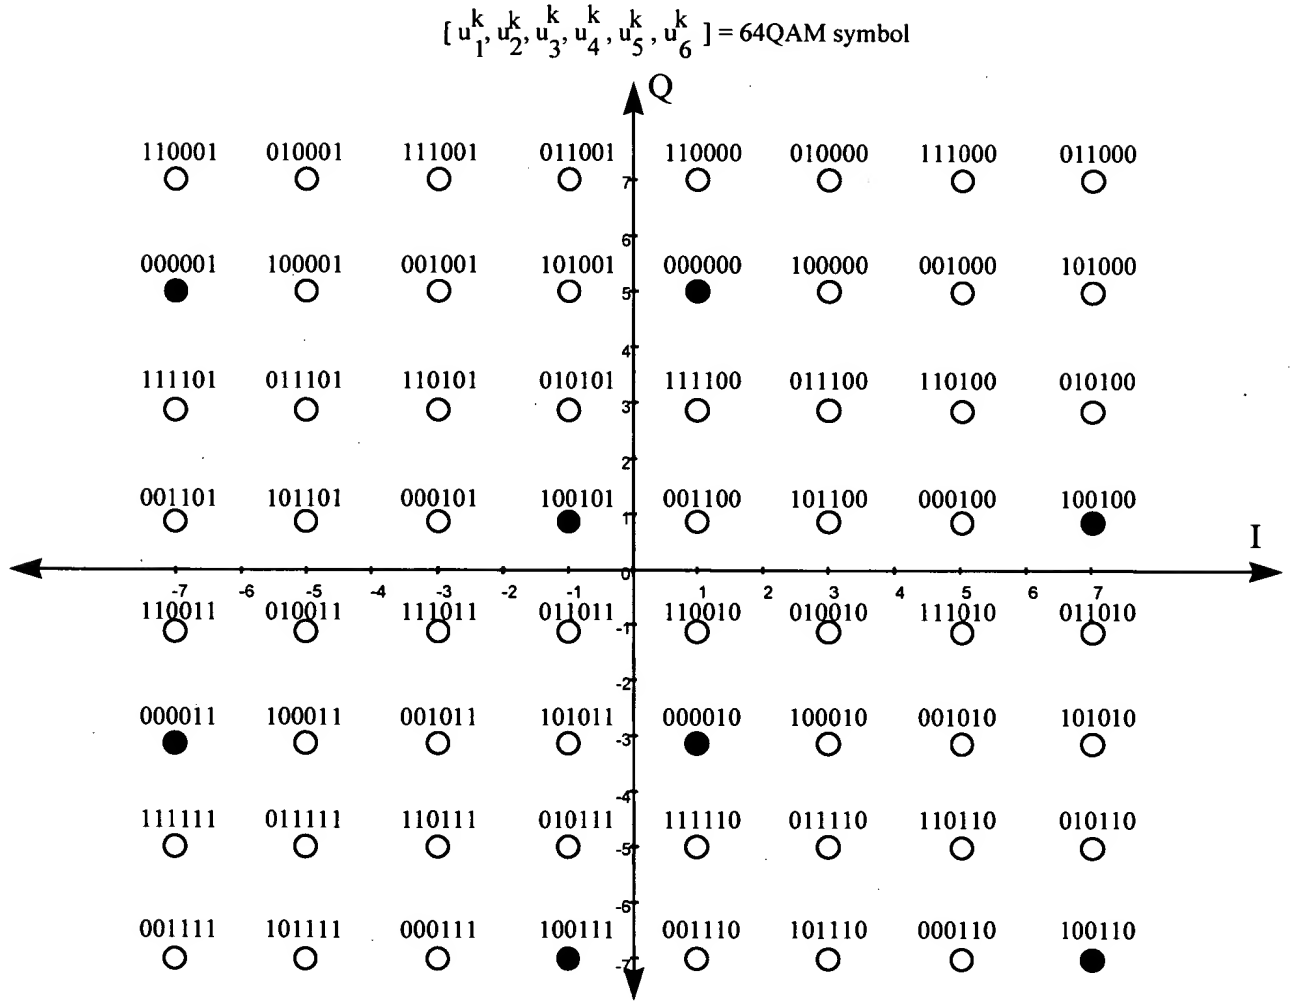 [ u₁ᵏ, u₂ᵏ, u₃ᵏ, u₄ᵏ, u₅ᵏ, u₆ᵏ ] = 64QAM symbol
Q
110001 010001 111001 011001 110000 010000 111000 011000
7
6
000001 100001 001001 101001 000000 100000 001000 101000
5
4
111101 011101 110101 010101 111100 011100 110100 010100
3
2
001101 101101 000101 100101 001100 101100 000100 100100
1
I
0
-7 -6 -5 -4 -3 -2 -1 1 2 3 4 5 6 7
110011 010011 111011 011011 110010 010010 111010 011010
-1
-2
000011 100011 001011 101011 000010 100010 001010 101010
-3
-4
111111 011111 110111 010111 111110 011110 110110 010110
-5
-6
001111 101111 000111 100111 001110 101110 000110 100110
-7